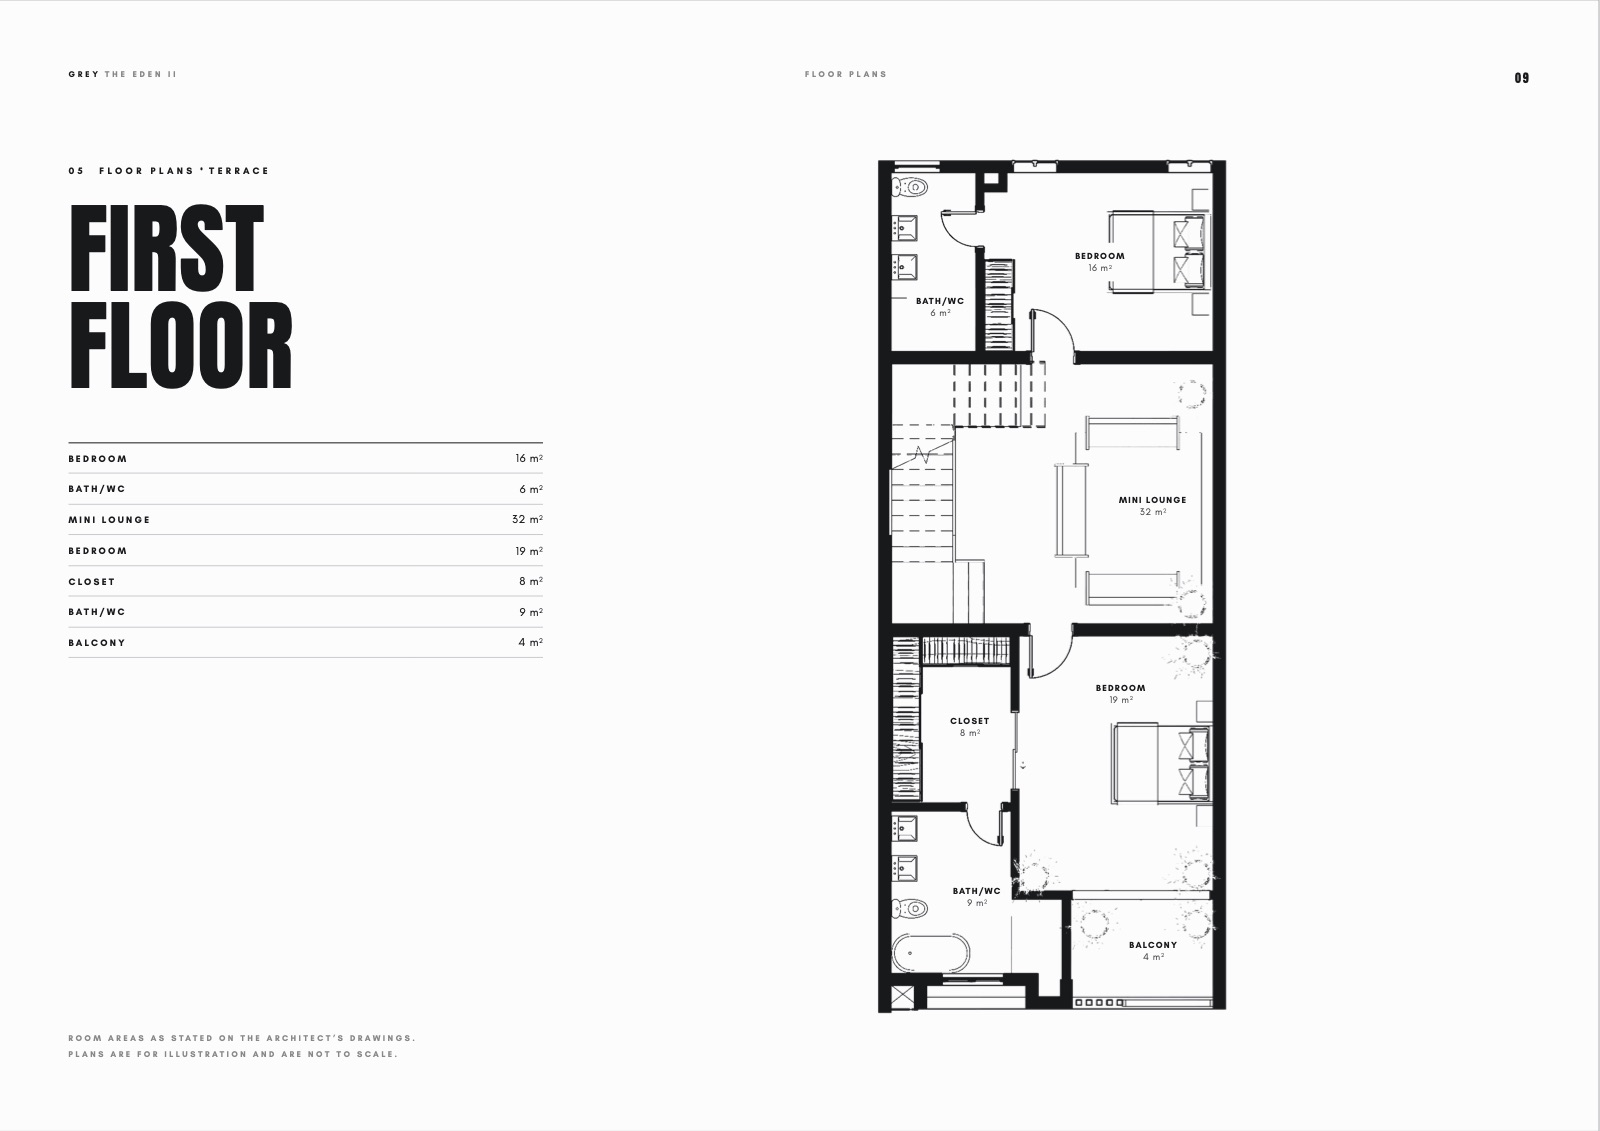 GREY THE EDEN II
FLOOR PLANS
09
05 FLOOR PLANS * TERRACE
FIRST
FLOOR
BEDROOM 16 m²
BATH/WC 6 m²
MINI LOUNGE 32 m²
BEDROOM 19 m²
CLOSET 8 m²
BATH/WC 9 m²
BALCONY 4 m²
BEDROOM
16 m²
BATH/WC
6 m²
MINI LOUNGE
32 m²
BEDROOM
19 m²
CLOSET
8 m²
BATH/WC
9 m²
BALCONY
4 m²
ROOM AREAS AS STATED ON THE ARCHITECT'S DRAWINGS.
PLANS ARE FOR ILLUSTRATION AND ARE NOT TO SCALE.